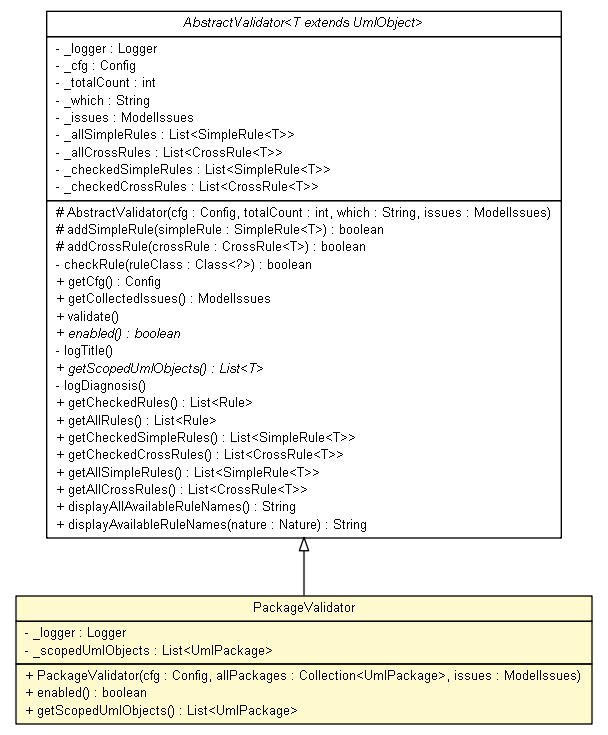 AbstractValidator<T extends UmlObject>
- _logger : Logger
- _cfg : Config
- _totalCount : int
- _which : String
- _issues : ModelIssues
- _allSimpleRules : List<SimpleRule<T>>
- _allCrossRules : List<CrossRule<T>>
- _checkedSimpleRules : List<SimpleRule<T>>
- _checkedCrossRules : List<CrossRule<T>>
# AbstractValidator(cfg : Config, totalCount : int, which : String, issues : ModelIssues)
# addSimpleRule(simpleRule : SimpleRule<T>) : boolean
# addCrossRule(crossRule : CrossRule<T>) : boolean
- checkRule(ruleClass : Class<?>) : boolean
+ getCfg() : Config
+ getCollectedIssues() : ModelIssues
+ validate()
+ enabled() : boolean
- logTitle()
+ getScopedUmlObjects() : List<T>
- logDiagnosis()
+ getCheckedRules() : List<Rule>
+ getAllRules() : List<Rule>
+ getCheckedSimpleRules() : List<SimpleRule<T>>
+ getCheckedCrossRules() : List<CrossRule<T>>
+ getAllSimpleRules() : List<SimpleRule<T>>
+ getAllCrossRules() : List<CrossRule<T>>
+ displayAllAvailableRuleNames() : String
+ displayAvailableRuleNames(nature : Nature) : String
PackageValidator
- _logger : Logger
- _scopedUmlObjects : List<UmlPackage>
+ PackageValidator(cfg : Config, allPackages : Collection<UmlPackage>, issues : ModelIssues)
+ enabled() : boolean
+ getScopedUmlObjects() : List<UmlPackage>